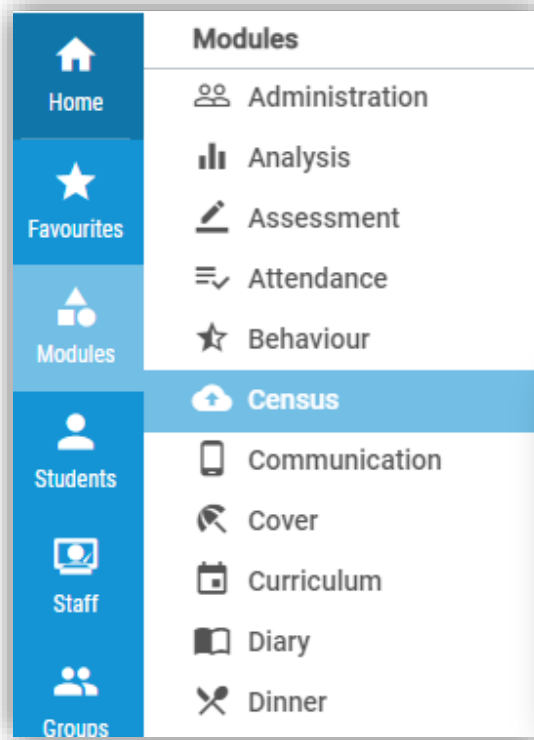 Home
Favourites
Modules
Students
Staff
Groups
Modules
Administration
Analysis
Assessment
Attendance
Behaviour
Census
Communication
Cover
Curriculum
Diary
Dinner